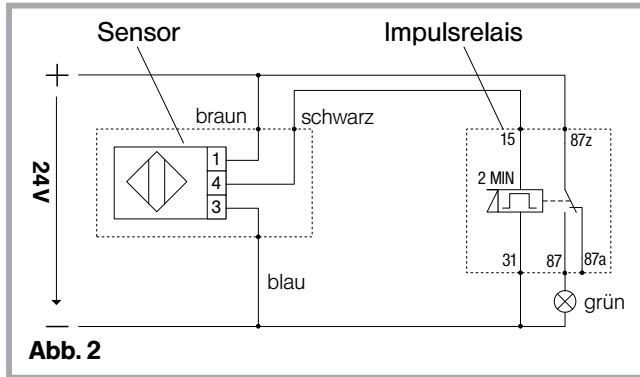 Sensor
Impulsrelais
+
braun
schwarz
15
87z
1
4
3
24V
2 MIN
31
87
87a
blau
grün
—
Abb. 2